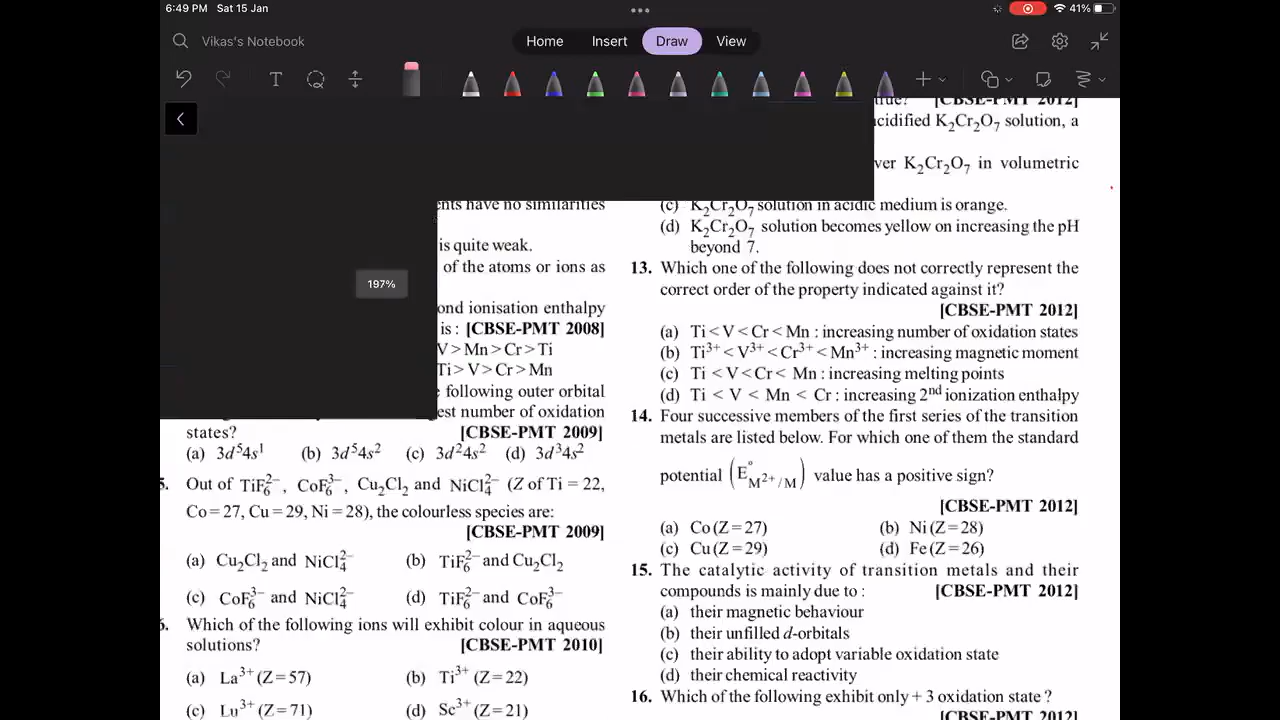 6:49 PM Sat 15 Jan
41%
Vikas's Notebook
Home Insert Draw View
T
197%
nts have no similarities
is quite weak.
of the atoms or ions as
ond ionisation enthalpy
is : [CBSE-PMT 2008]
V > Mn > Cr > Ti
Ti > V > Cr > Mn
following outer orbital
est number of oxidation
states? [CBSE-PMT 2009]
(a) 3d⁵4s¹ (b) 3d⁵4s² (c) 3d²4s² (d) 3d³4s²
5. Out of TiF₆²⁻, CoF₆³⁻, Cu₂Cl₂ and NiCl₄²⁻ (Z of Ti = 22,
Co = 27, Cu = 29, Ni = 28), the colourless species are:
[CBSE-PMT 2009]
(a) Cu₂Cl₂ and NiCl₄²⁻ (b) TiF₆²⁻ and Cu₂Cl₂
(c) CoF₆³⁻ and NiCl₄²⁻ (d) TiF₆²⁻ and CoF₆³⁻
6. Which of the following ions will exhibit colour in aqueous
solutions? [CBSE-PMT 2010]
(a) La³⁺ (Z = 57) (b) Ti³⁺ (Z = 22)
(c) Lu³⁺ (Z = 71) (d) Sc³⁺ (Z = 21)
true? [CBSE-PMT 2012]
acidified K₂Cr₂O₇ solution, a
ver K₂Cr₂O₇ in volumetric
(c) K₂Cr₂O₇ solution in acidic medium is orange.
(d) K₂Cr₂O₇ solution becomes yellow on increasing the pH
beyond 7.
13. Which one of the following does not correctly represent the
correct order of the property indicated against it?
[CBSE-PMT 2012]
(a) Ti < V < Cr < Mn : increasing number of oxidation states
(b) Ti³⁺ < V³⁺ < Cr³⁺ < Mn³⁺ : increasing magnetic moment
(c) Ti < V < Cr < Mn : increasing melting points
(d) Ti < V < Mn < Cr : increasing 2nd ionization enthalpy
14. Four successive members of the first series of the transition
metals are listed below. For which one of them the standard
potential (E°M²⁺/M) value has a positive sign?
[CBSE-PMT 2012]
(a) Co (Z = 27) (b) Ni (Z = 28)
(c) Cu (Z = 29) (d) Fe (Z = 26)
15. The catalytic activity of transition metals and their
compounds is mainly due to : [CBSE-PMT 2012]
(a) their magnetic behaviour
(b) their unfilled d-orbitals
(c) their ability to adopt variable oxidation state
(d) their chemical reactivity
16. Which of the following exhibit only + 3 oxidation state ?
[CBSE-PMT 2012]